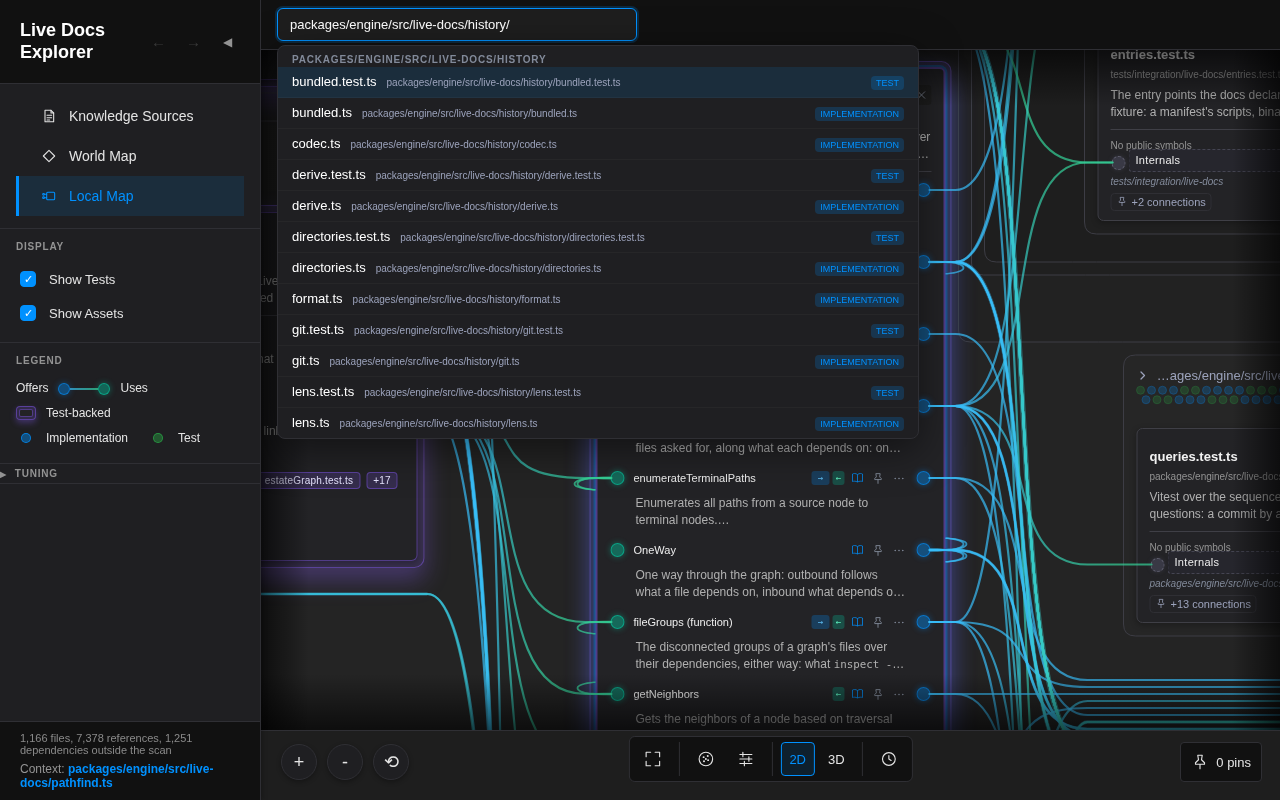 Live Docs
Explorer
← → ◀
Knowledge Sources
World Map
Local Map
DISPLAY
✓ Show Tests
✓ Show Assets
LEGEND
Offers Uses
Test-backed
Implementation Test
▶ TUNING
1,166 files, 7,378 references, 1,251
dependencies outside the scan
Context: packages/engine/src/live-
docs/pathfind.ts
packages/engine/src/live-docs/history/
PACKAGES/ENGINE/SRC/LIVE-DOCS/HISTORY
bundled.test.ts packages/engine/src/live-docs/history/bundled.test.ts TEST
bundled.ts packages/engine/src/live-docs/history/bundled.ts IMPLEMENTATION
codec.ts packages/engine/src/live-docs/history/codec.ts IMPLEMENTATION
derive.test.ts packages/engine/src/live-docs/history/derive.test.ts TEST
derive.ts packages/engine/src/live-docs/history/derive.ts IMPLEMENTATION
directories.test.ts packages/engine/src/live-docs/history/directories.test.ts TEST
directories.ts packages/engine/src/live-docs/history/directories.ts IMPLEMENTATION
format.ts packages/engine/src/live-docs/history/format.ts IMPLEMENTATION
git.test.ts packages/engine/src/live-docs/history/git.test.ts TEST
git.ts packages/engine/src/live-docs/history/git.ts IMPLEMENTATION
lens.test.ts packages/engine/src/live-docs/history/lens.test.ts TEST
lens.ts packages/engine/src/live-docs/history/lens.ts IMPLEMENTATION
estateGraph.test.ts +17
files asked for, along what each depends on: on…
enumerateTerminalPaths → ← ⋯
Enumerates all paths from a source node to
terminal nodes.…
OneWay ⋯
One way through the graph: outbound follows
what a file depends on, inbound what depends o…
fileGroups (function) → ← ⋯
The disconnected groups of a graph's files over
their dependencies, either way: what inspect -…
getNeighbors ← ⋯
Gets the neighbors of a node based on traversal
entries.test.ts
tests/integration/live-docs/entries.test.t
The entry points the docs declar
fixture: a manifest's scripts, bina
No public symbols
Internals
tests/integration/live-docs
+2 connections
…ages/engine/src/live
queries.test.ts
packages/engine/src/live-docs
Vitest over the sequence
questions: a commit by a
No public symbols
Internals
packages/engine/src/live-docs
+13 connections
+ - ⟲
2D 3D
0 pins